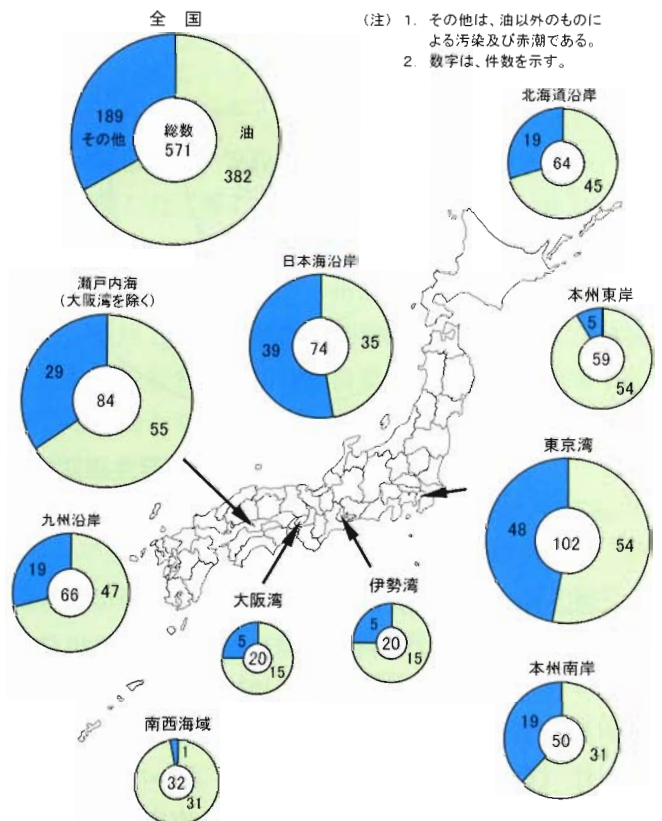 全国
189
その他
総数
571
油
382
(注) 1. その他は、油以外のものに
よる汚染及び赤潮である。
2. 数字は、件数を示す。
北海道沿岸
19
64
45
日本海沿岸
39
74
35
瀬戸内海
(大阪湾を除く)
29
84
55
本州東岸
5
59
54
東京湾
48
102
54
九州沿岸
19
66
47
大阪湾
5
20
15
伊勢湾
5
20
15
本州南岸
19
50
31
南西海域
1
32
31